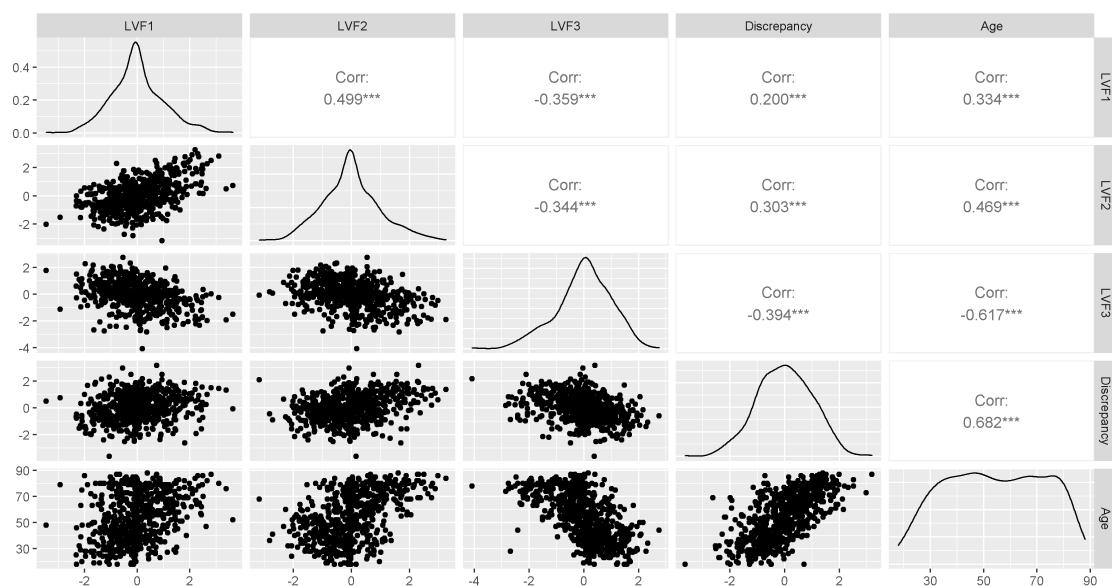 LVF1 LVF2 LVF3 Discrepancy Age
0.4
0.2
0.0
Corr:
0.499***
Corr:
-0.359***
Corr:
0.200***
Corr:
0.334***
LVF1
2
0
-2
Corr:
-0.344***
Corr:
0.303***
Corr:
0.469***
LVF2
2
0
-2
-4
Corr:
-0.394***
Corr:
-0.617***
LVF3
2
0
-2
Corr:
0.682***
Discrepancy
90
70
50
30
Age
-2 0 2 -2 0 2 -4 -2 0 2 -2 0 2 30 50 70 90